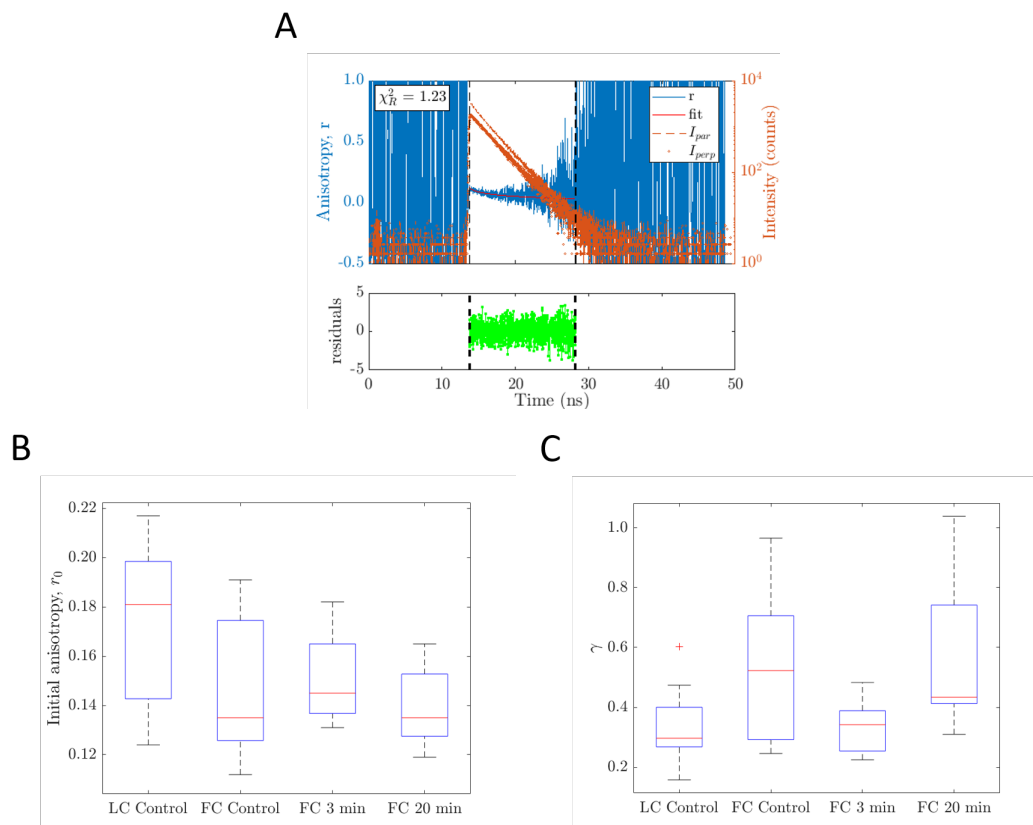 A
χ²_R = 1.23
r
fit
I_par
I_perp
Anisotropy, r
1.0
0.5
0.0
-0.5
Intensity (counts)
10⁴
10²
10⁰
residuals
5
0
-5
0 10 20 30 40 50
Time (ns)
B
Initial anisotropy, r₀
0.22
0.20
0.18
0.16
0.14
0.12
LC Control FC Control FC 3 min FC 20 min
C
γ
1.0
0.8
0.6
0.4
0.2
LC Control FC Control FC 3 min FC 20 min